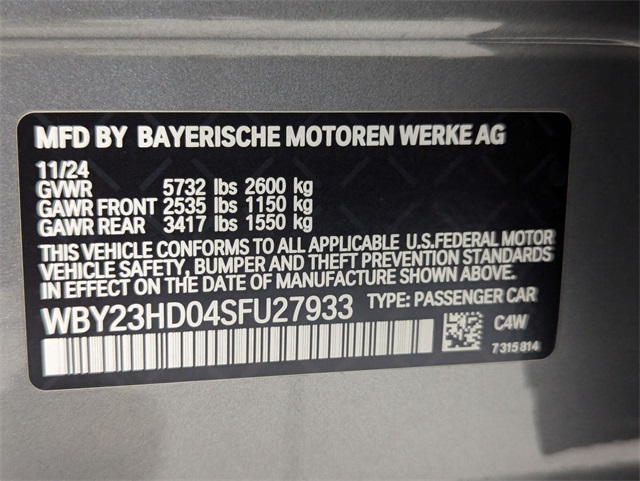 MFD BY BAYERISCHE MOTOREN WERKE AG
11/24
GVWR 5732 lbs 2600 kg
GAWR FRONT 2535 lbs 1150 kg
GAWR REAR 3417 lbs 1550 kg
THIS VEHICLE CONFORMS TO ALL APPLICABLE U.S.FEDERAL MOTOR
VEHICLE SAFETY, BUMPER AND THEFT PREVENTION STANDARDS
IN EFFECT ON THE DATE OF MANUFACTURE SHOWN ABOVE.
WBY23HD04SFU27933 TYPE: PASSENGER CAR
C4W
7315814